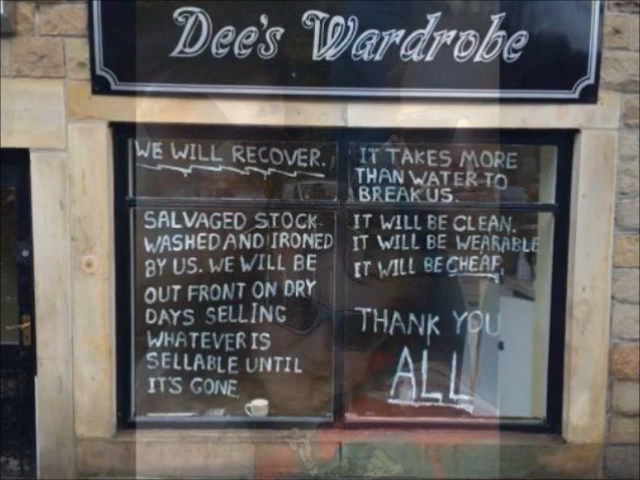 Dee's Wardrobe
WE WILL RECOVER.
SALVAGED STOCK
WASHED AND IRONED
BY US. WE WILL BE
OUT FRONT ON DRY
DAYS SELLING
WHATEVER IS
SELLABLE UNTIL
IT'S GONE.
IT TAKES MORE
THAN WATER TO
BREAK US.
IT WILL BE CLEAN.
IT WILL BE WEARABLE
IT WILL BE CHEAP.
THANK YOU
ALL